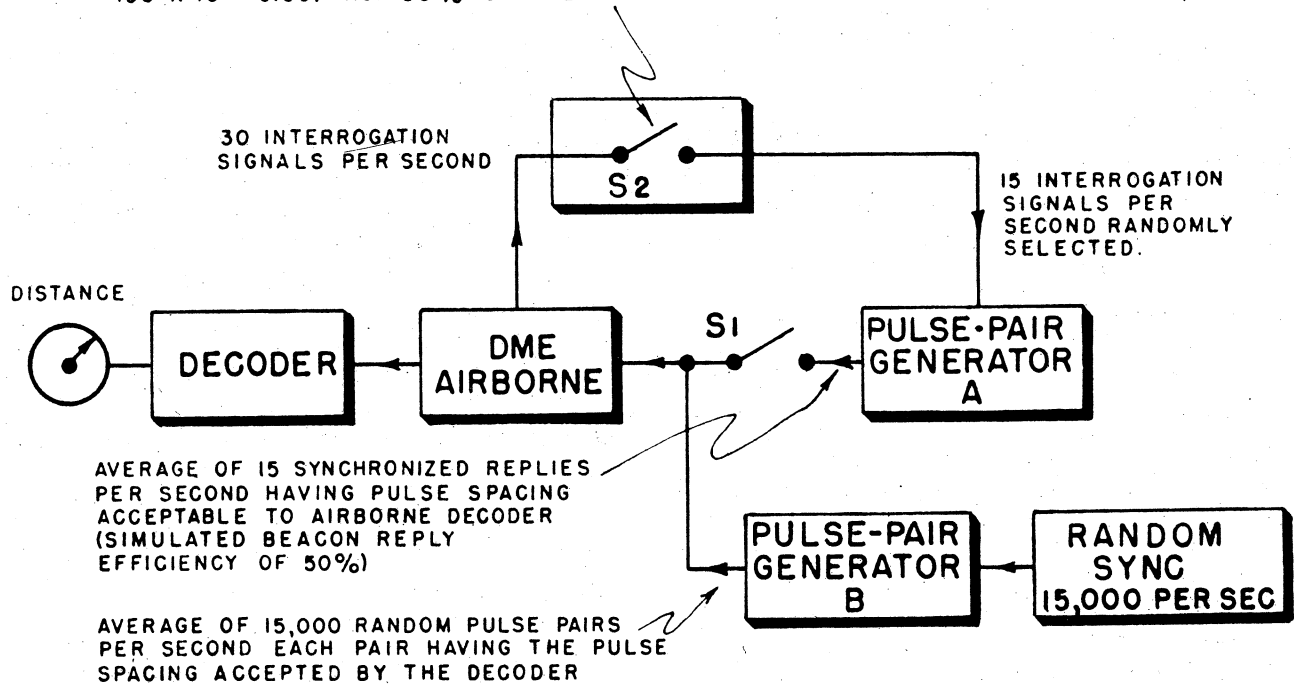 30 INTERROGATION
SIGNALS PER SECOND
S2
15 INTERROGATION
SIGNALS PER
SECOND RANDOMLY
SELECTED.
DISTANCE
DECODER
DME
AIRBORNE
S1
PULSE-PAIR
GENERATOR
A
AVERAGE OF 15 SYNCHRONIZED REPLIES
PER SECOND HAVING PULSE SPACING
ACCEPTABLE TO AIRBORNE DECODER
(SIMULATED BEACON REPLY
EFFICIENCY OF 50%)
PULSE-PAIR
GENERATOR
B
RANDOM
SYNC
15,000 PER SEC
AVERAGE OF 15,000 RANDOM PULSE PAIRS
PER SECOND EACH PAIR HAVING THE PULSE
SPACING ACCEPTED BY THE DECODER